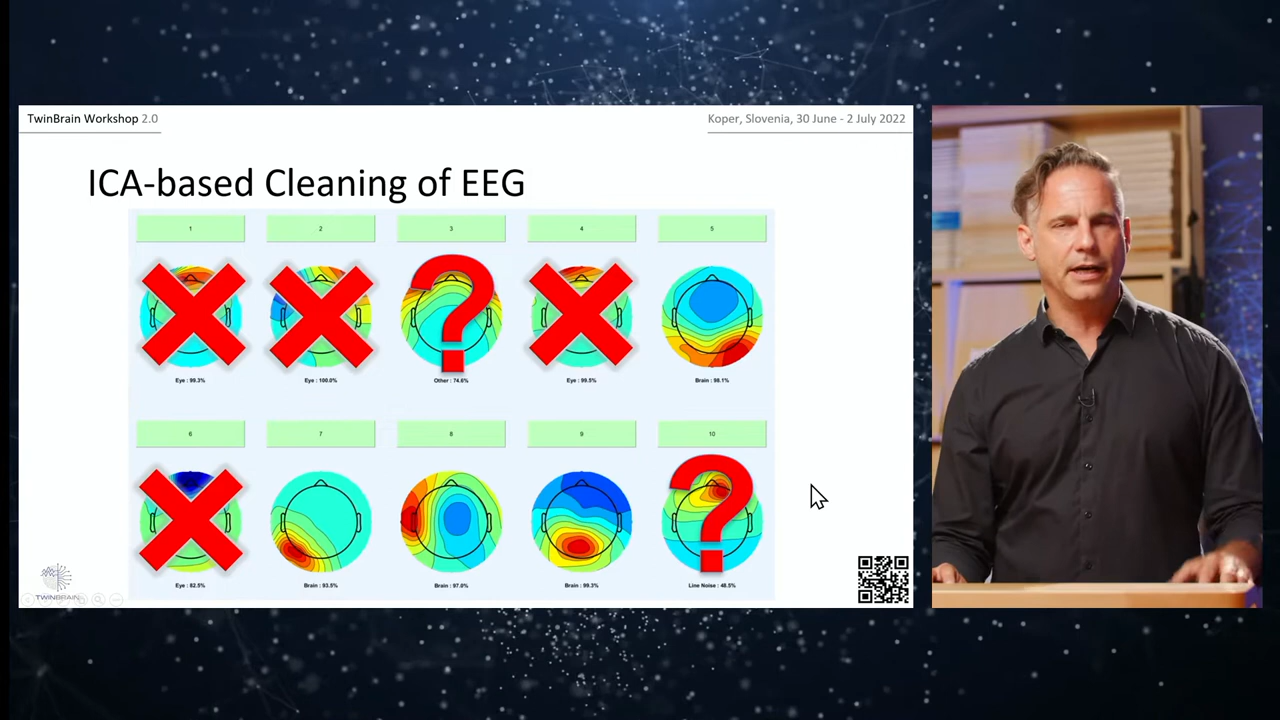 TwinBrain Workshop 2.0
Koper, Slovenia, 30 June - 2 July 2022
ICA-based Cleaning of EEG
1 2 3 4 5
Eye : 99.3% Eye : 100.0% Other : 74.6% Eye : 99.5% Brain : 98.1%
6 7 8 9 10
Eye : 82.5% Brain : 93.5% Brain : 97.0% Brain : 99.3% Line Noise : 48.5%
TWINBRAIN